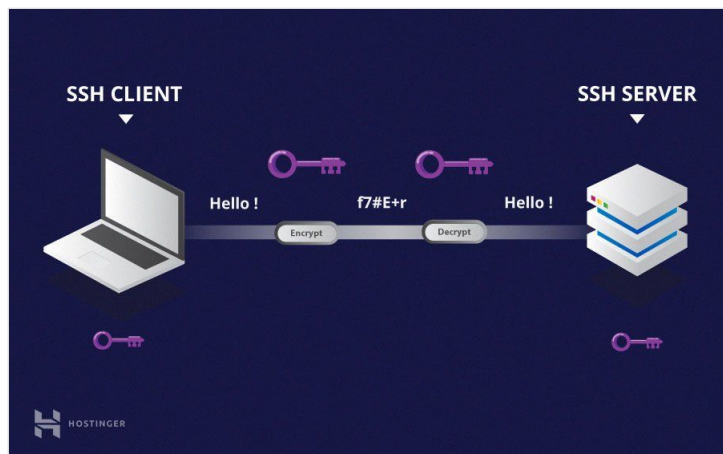 SSH CLIENT
SSH SERVER
Hello !
f7#E+r
Hello !
Encrypt
Decrypt
HOSTINGER